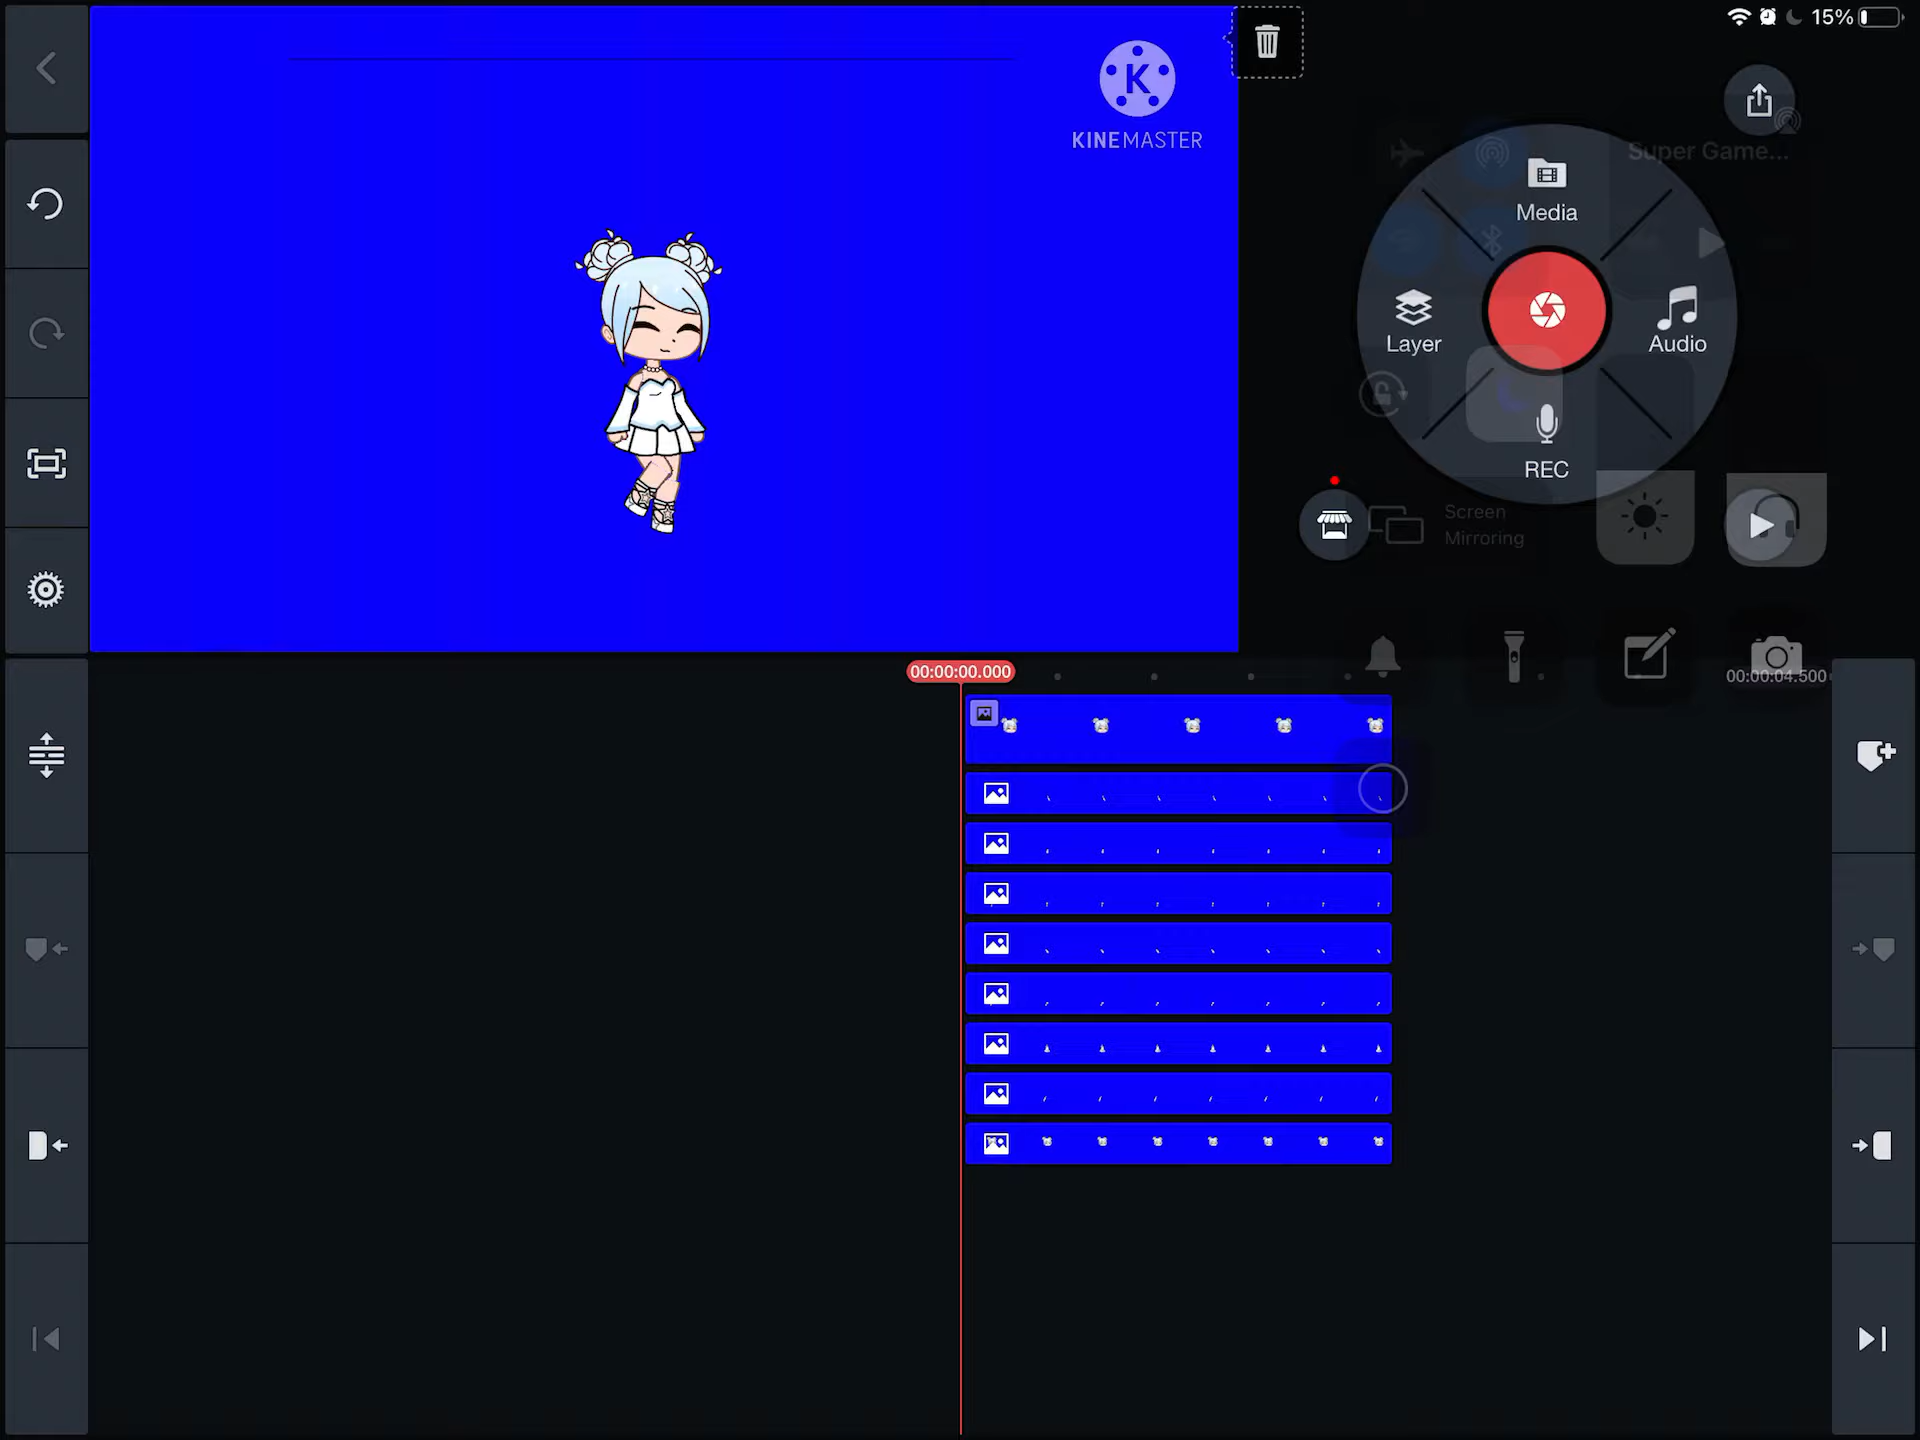 15%
KINEMASTER
Super Game...
Media
Layer
Audio
REC
Screen
Mirroring
00:00:00.000
00:00:04.500